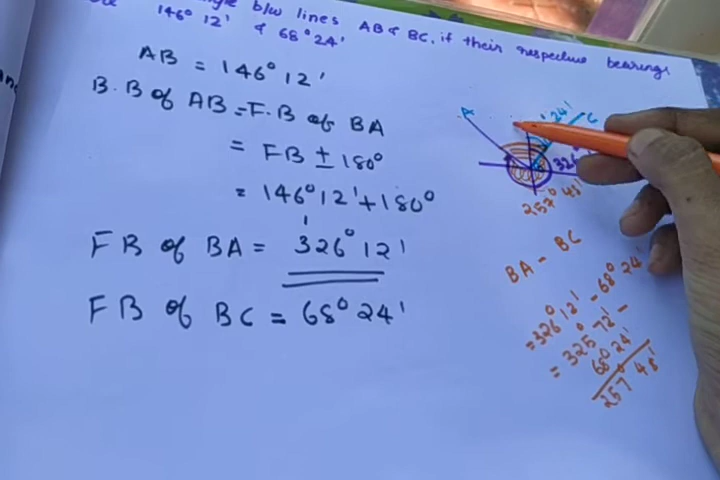 b/w lines AB & BC, if their respective bearings
146° 12' & 68° 24'
AB = 146° 12'
B.B of AB = F.B of BA
= FB ± 180°
= 146° 12' + 180°
FB of BA = 326° 12'
FB of BC = 68° 24'
A
24'
C
326°
257° 48'
BA - BC
= 326° 12' - 68° 24'
= 325° 72' -
68° 24'
257° 48'